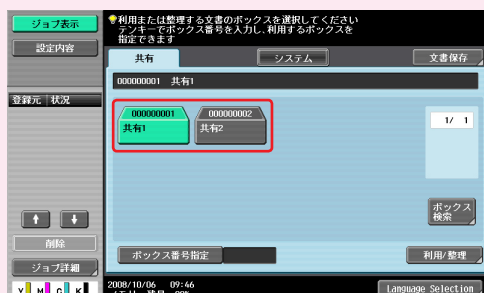 ジョブ表示
設定内容
登録元 状況
削除
ジョブ詳細
Y M C K
利用または整理する文書のボックスを選択してください
テンキーでボックス番号を入力し、利用するボックスを
指定できます
共有 システム 文書保存
000000001 共有1
000000001 000000002
共有1 共有2
1/ 1
ボックス
検索
ボックス番号指定 利用/整理
2008/10/06 09:46
Language Selection